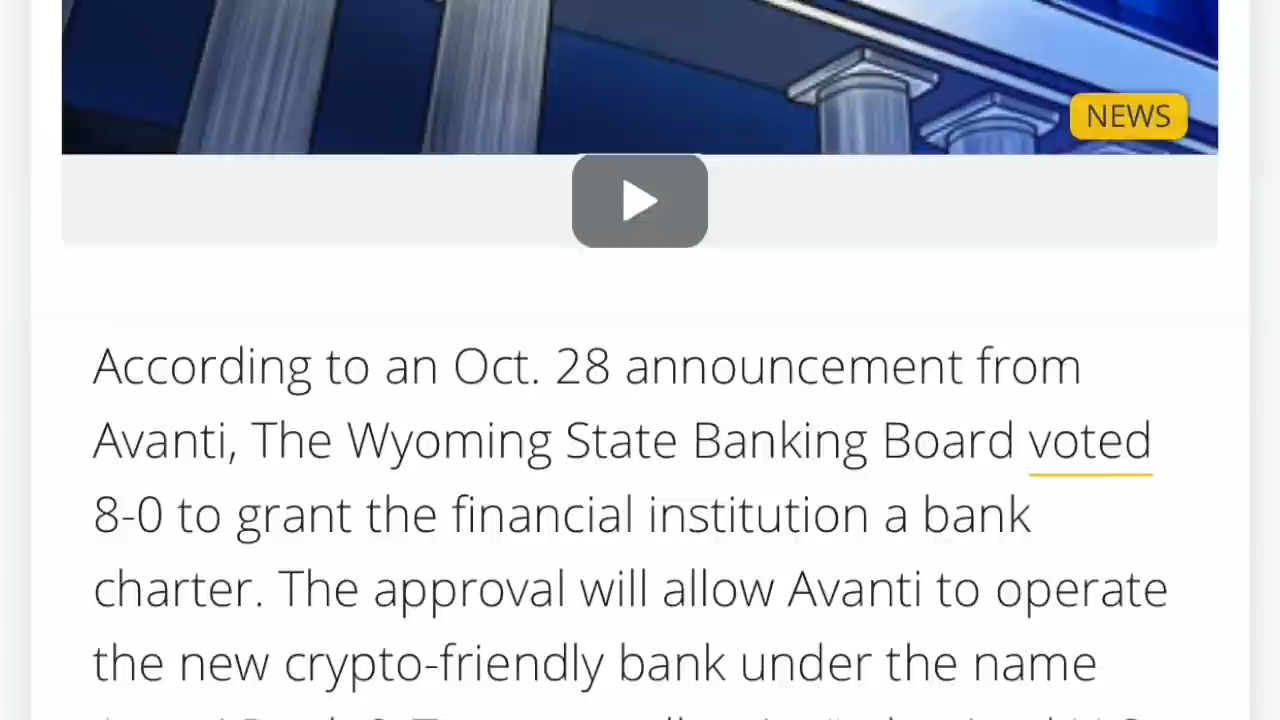 NEWS
According to an Oct. 28 announcement from
Avanti, The Wyoming State Banking Board voted
8-0 to grant the financial institution a bank
charter. The approval will allow Avanti to operate
the new crypto-friendly bank under the name